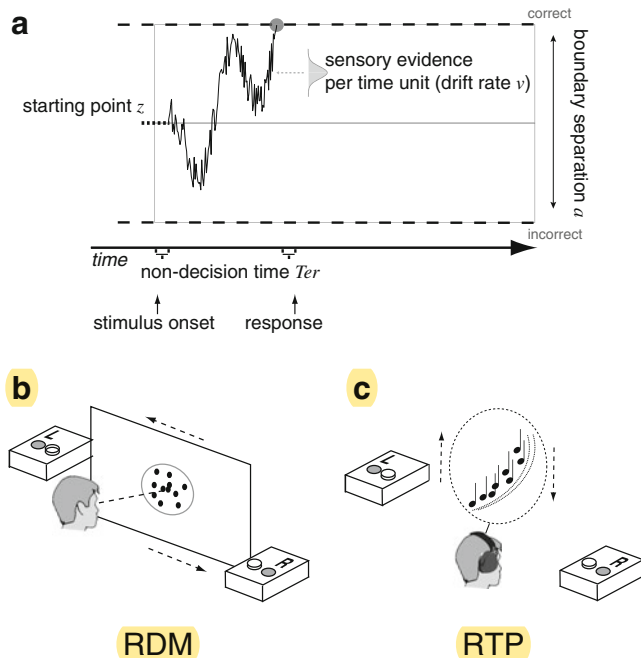 a
correct
sensory evidence
per time unit (drift rate v)
starting point z
boundary separation a
incorrect
time
non-decision time Ter
stimulus onset
response
b
L
R
RDM
c
L
R
RTP